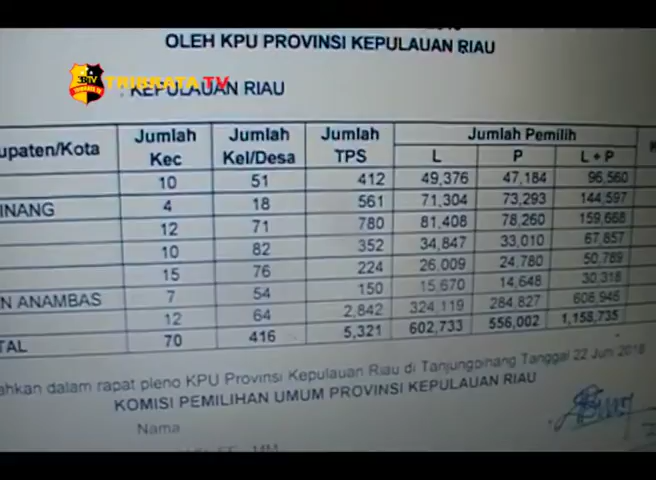 OLEH KPU PROVINSI KEPULAUAN RIAU
TRIBRATA TV
: KEPULAUAN RIAU
upaten/Kota Jumlah Kec Jumlah Kel/Desa Jumlah TPS Jumlah Pemilih
L P L + P
10 51 412 49,376 47,184 96,560
INANG 4 18 561 71,304 73,293 144,597
12 71 780 81,408 78,260 159,668
10 82 352 34,847 33,010 67,857
15 76 224 26,009 24,780 50,789
7 54 150 15,670 14,648 30,318
N ANAMBAS 12 64 2,842 324,119 284,827 608,946
TAL 70 416 5,321 602,733 556,002 1,158,735
ahkan dalam rapat pleno KPU Provinsi Kepulauan Riau di Tanjungpinang Tanggal 22 Juni 2018
KOMISI PEMILIHAN UMUM PROVINSI KEPULAUAN RIAU
Nama